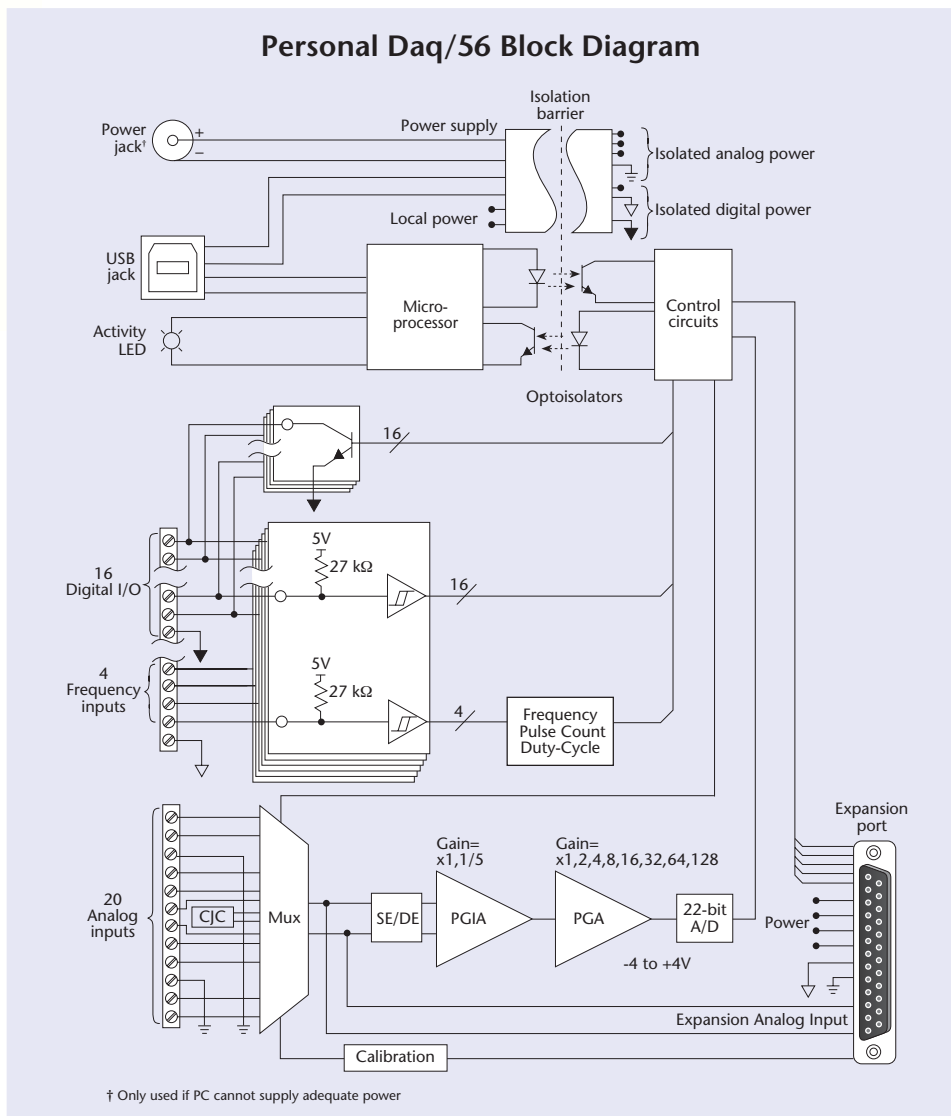 Personal Daq/56 Block Diagram
Isolation
barrier
Power
jack†
+
–
Power supply
Isolated analog power
Isolated digital power
Local power
USB
jack
Micro-
processor
Control
circuits
Activity
LED
Optoisolators
16
5V
27 kΩ
16
16
Digital I/O
4
Frequency
inputs
5V
27 kΩ
4
Frequency
Pulse Count
Duty-Cycle
Expansion
port
Gain=
x1,1/5
Gain=
x1,2,4,8,16,32,64,128
20
Analog
inputs
CJC
Mux
SE/DE
PGIA
PGA
22-bit
A/D
Power
-4 to +4V
Expansion Analog Input
Calibration
† Only used if PC cannot supply adequate power